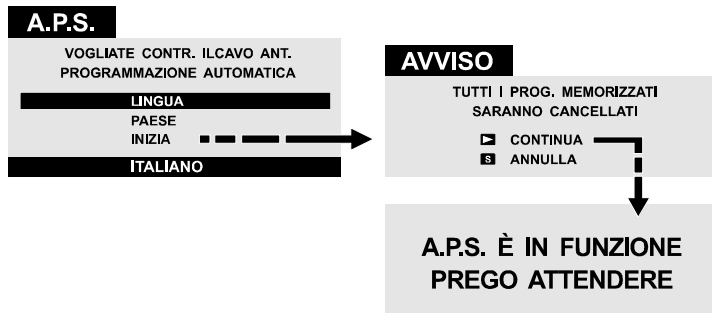 A.P.S.
VOGLIATE CONTR. ILCAVO ANT.
PROGRAMMAZIONE AUTOMATICA
LINGUA
PAESE
INIZIA
ITALIANO
AVVISO
TUTTI I PROG. MEMORIZZATI
SARANNO CANCELLATI
CONTINUA
S ANNULLA
A.P.S. È IN FUNZIONE
PREGO ATTENDERE